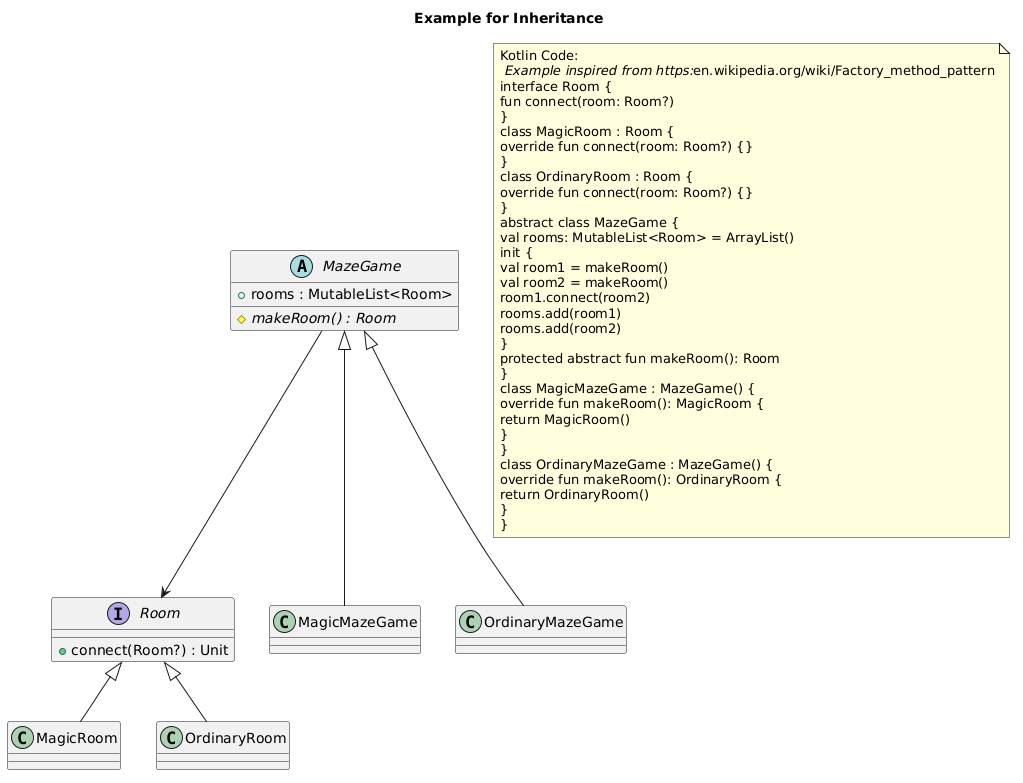 Example for Inheritance
Kotlin Code:
Example inspired from https:en.wikipedia.org/wiki/Factory_method_pattern
interface Room {
fun connect(room: Room?)
}
class MagicRoom : Room {
override fun connect(room: Room?) {}
}
class OrdinaryRoom : Room {
override fun connect(room: Room?) {}
}
abstract class MazeGame {
val rooms: MutableList<Room> = ArrayList()
init {
val room1 = makeRoom()
val room2 = makeRoom()
room1.connect(room2)
rooms.add(room1)
rooms.add(room2)
}
protected abstract fun makeRoom(): Room
}
class MagicMazeGame : MazeGame() {
override fun makeRoom(): MagicRoom {
return MagicRoom()
}
}
class OrdinaryMazeGame : MazeGame() {
override fun makeRoom(): OrdinaryRoom {
return OrdinaryRoom()
}
}
A MazeGame
rooms : MutableList<Room>
makeRoom() : Room
I Room
connect(Room?) : Unit
C MagicMazeGame
C OrdinaryMazeGame
C MagicRoom
C OrdinaryRoom